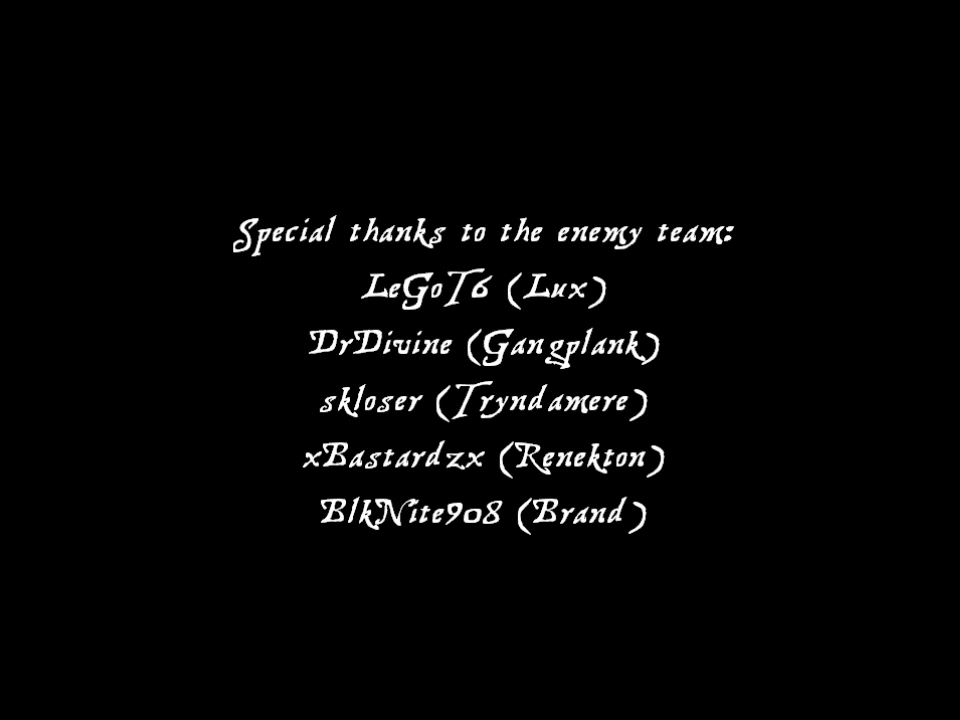 Special thanks to the enemy team:
LeGoT6 (Lux)
DrDivine (Gangplank)
skloser (Tryndamere)
xBastardzx (Renekton)
BlkNite908 (Brand)